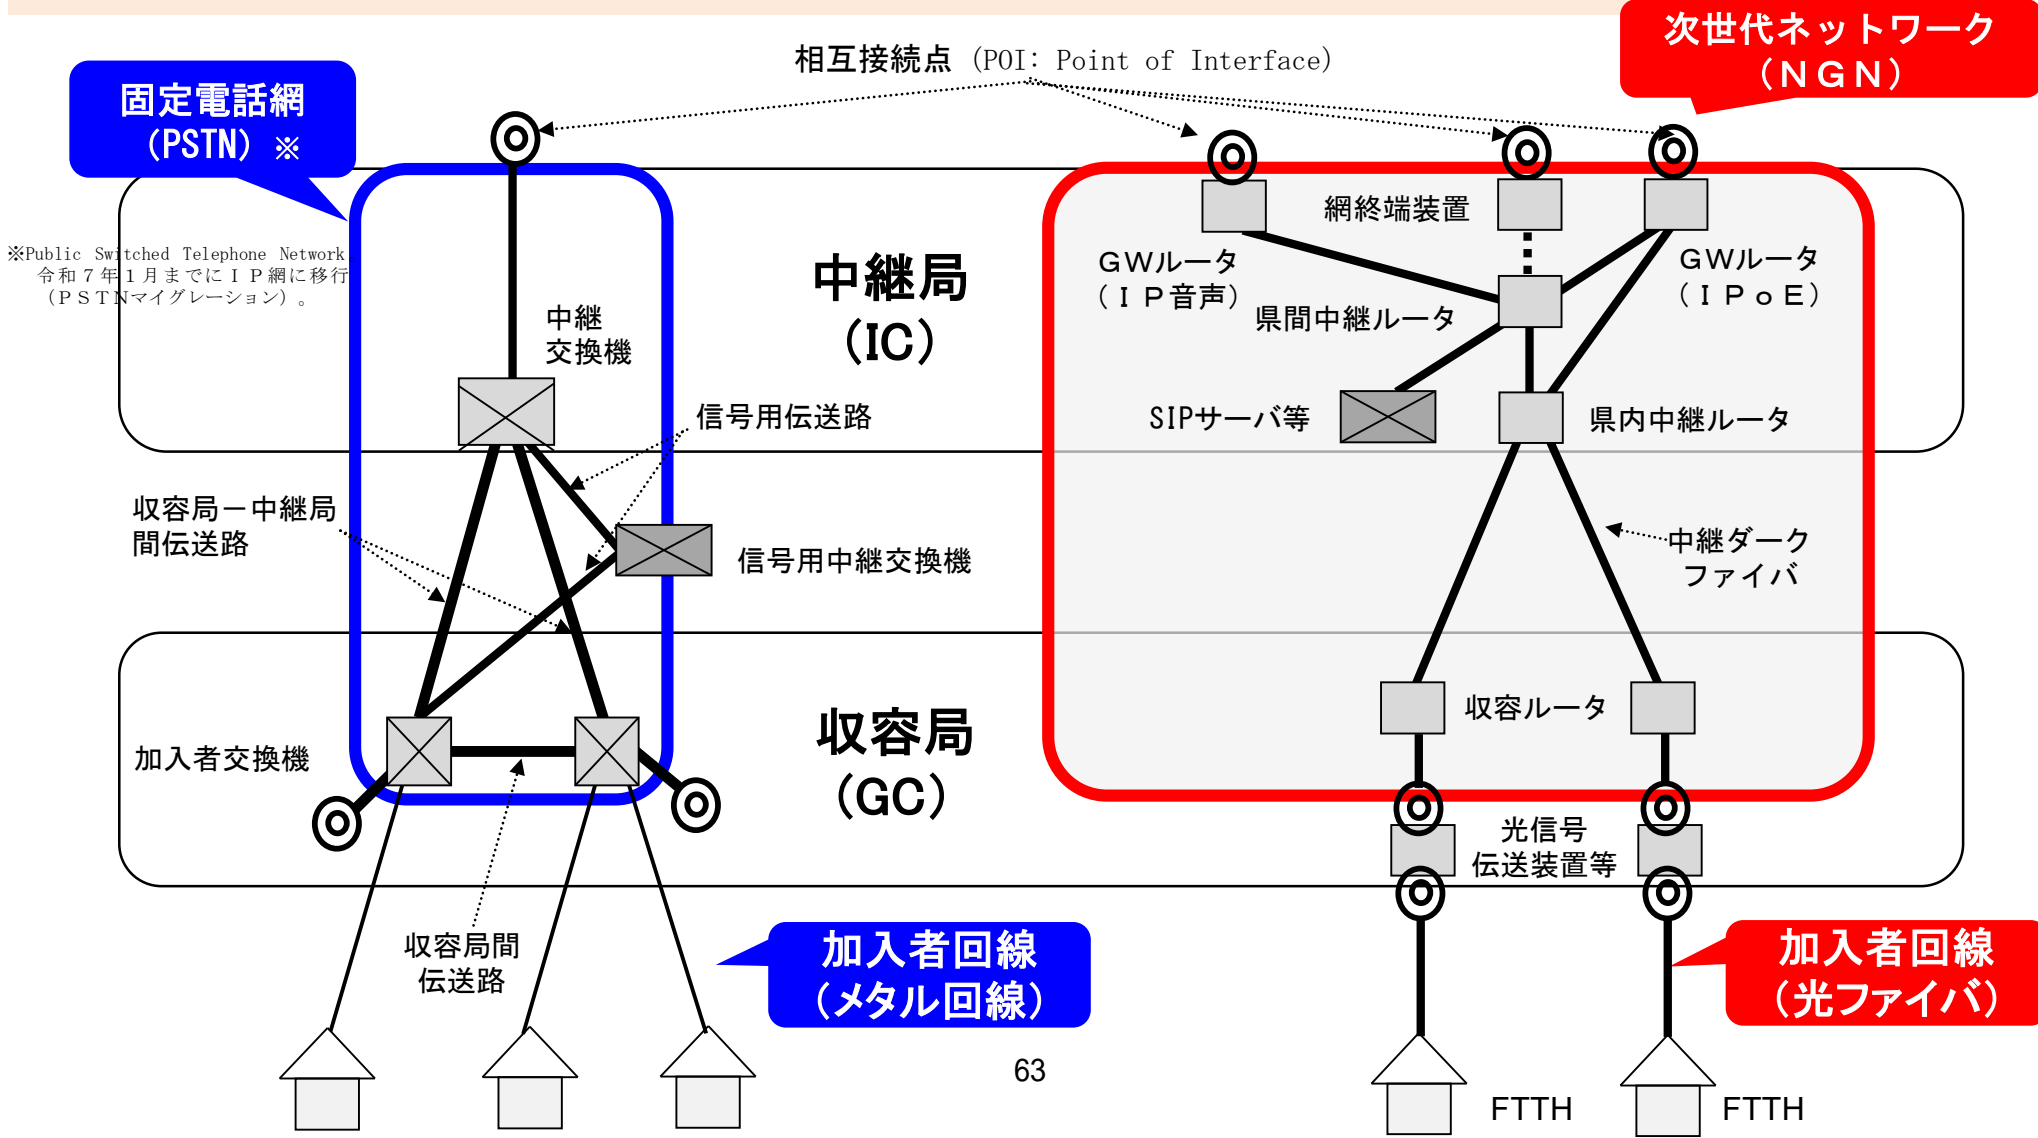 相互接続点（POI: Point of Interface）
次世代ネットワーク
（ＮＧＮ）
固定電話網
（PSTN）※
※Public Switched Telephone Network。
令和７年１月までにＩＰ網に移行
（ＰＳＴＮマイグレーション）。
網終端装置
ＧＷルータ
（ＩＰ音声）
ＧＷルータ
（ＩＰｏＥ）
中継局
（IC）
県間中継ルータ
中継
交換機
信号用伝送路
SIPサーバ等
県内中継ルータ
収容局－中継局
間伝送路
信号用中継交換機
中継ダーク
ファイバ
収容局
（GC）
収容ルータ
加入者交換機
光信号
伝送装置等
収容局間
伝送路
加入者回線
（メタル回線）
加入者回線
（光ファイバ）
63
FTTH
FTTH